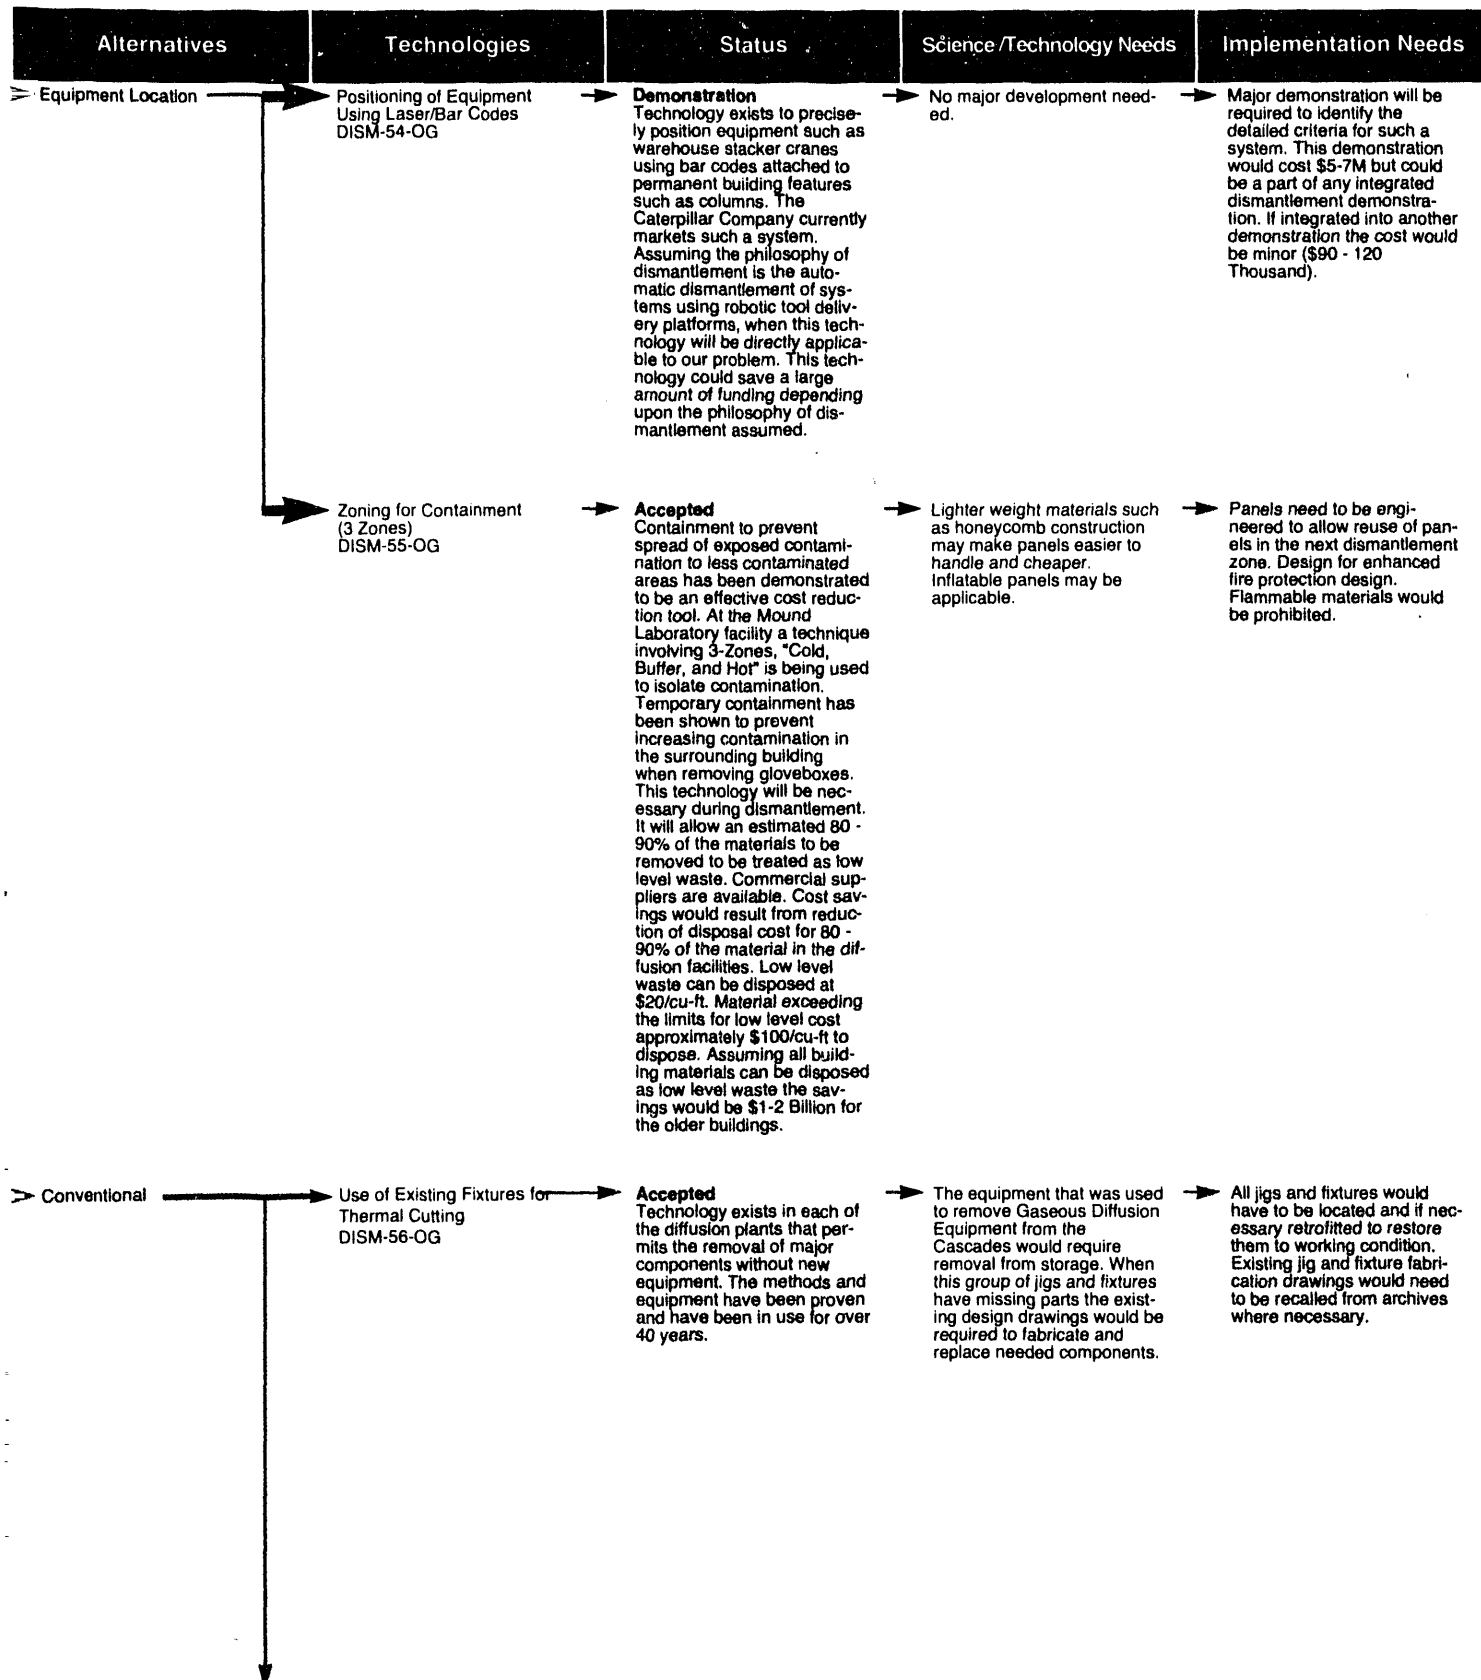 Alternatives
Technologies
Status
Science/Technology Needs
Implementation Needs
Equipment Location
Positioning of Equipment
Using Laser/Bar Codes
DISM-54-OG
Demonstration
Technology exists to precise-
ly position equipment such as
warehouse stacker cranes
using bar codes attached to
permanent building features
such as columns. The
Caterpillar Company currently
markets such a system.
Assuming the philosophy of
dismantlement is the auto-
matic dismantlement of sys-
tems using robotic tool deliv-
ery platforms, when this tech-
nology will be directly applica-
ble to our problem. This tech-
nology could save a large
amount of funding depending
upon the philosophy of dis-
mantlement assumed.
No major development need-
ed.
Major demonstration will be
required to identify the
detailed criteria for such a
system. This demonstration
would cost $5-7M but could
be a part of any integrated
dismantlement demonstra-
tion. If integrated into another
demonstration the cost would
be minor ($90 - 120
Thousand).
Zoning for Containment
(3 Zones)
DISM-55-OG
Accepted
Containment to prevent
spread of exposed contami-
nation to less contaminated
areas has been demonstrated
to be an effective cost reduc-
tion tool. At the Mound
Laboratory facility a technique
involving 3-Zones, "Cold,
Buffer, and Hot" is being used
to isolate contamination.
Temporary containment has
been shown to prevent
increasing contamination in
the surrounding building
when removing gloveboxes.
This technology will be nec-
essary during dismantlement.
It will allow an estimated 80 -
90% of the materials to be
removed to be treated as low
level waste. Commercial sup-
pliers are available. Cost sav-
ings would result from reduc-
tion of disposal cost for 80 -
90% of the material in the dif-
fusion facilities. Low level
waste can be disposed at
$20/cu-ft. Material exceeding
the limits for low level cost
approximately $100/cu-ft to
dispose. Assuming all build-
ing materials can be disposed
as low level waste the sav-
ings would be $1-2 Billion for
the older buildings.
Lighter weight materials such
as honeycomb construction
may make panels easier to
handle and cheaper.
Inflatable panels may be
applicable.
Panels need to be engi-
neered to allow reuse of pan-
els in the next dismantlement
zone. Design for enhanced
fire protection design.
Flammable materials would
be prohibited.
Conventional
Use of Existing Fixtures for
Thermal Cutting
DISM-56-OG
Accepted
Technology exists in each of
the diffusion plants that per-
mits the removal of major
components without new
equipment. The methods and
equipment have been proven
and have been in use for over
40 years.
The equipment that was used
to remove Gaseous Diffusion
Equipment from the
Cascades would require
removal from storage. When
this group of jigs and fixtures
have missing parts the exist-
ing design drawings would be
required to fabricate and
replace needed components.
All jigs and fixtures would
have to be located and if nec-
essary retrofitted to restore
them to working condition.
Existing jig and fixture fabri-
cation drawings would need
to be recalled from archives
where necessary.